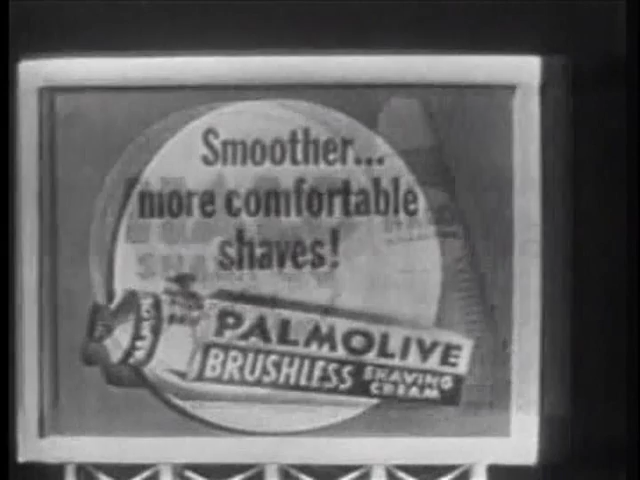 Smoother...
more comfortable
shaves!
PALMOLIVE
BRUSHLESS SHAVING
CREAM